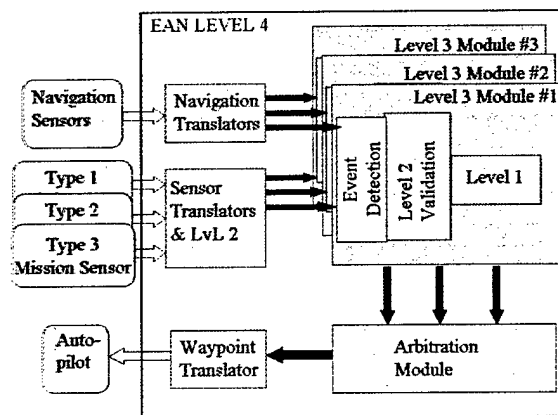 EAN LEVEL 4
Level 3 Module #3
Level 3 Module #2
Level 3 Module #1
Navigation
Sensors
Navigation
Translators
Type 1
Type 2
Type 3
Mission Sensor
Sensor
Translators
& LvL 2
Event
Detection
Level 2
Validation
Level 1
Auto-
pilot
Waypoint
Translator
Arbitration
Module